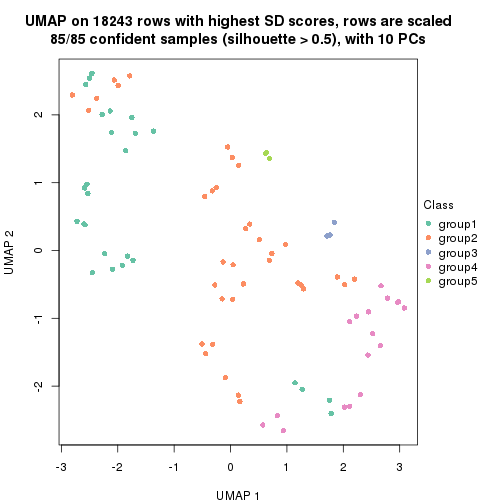 UMAP on 18243 rows with highest SD scores, rows are scaled
85/85 confident samples (silhouette > 0.5), with 10 PCs
2
1
0
-1
-2
UMAP 2
-3
-2
-1
0
1
2
3
UMAP 1
Class
group1
group2
group3
group4
group5